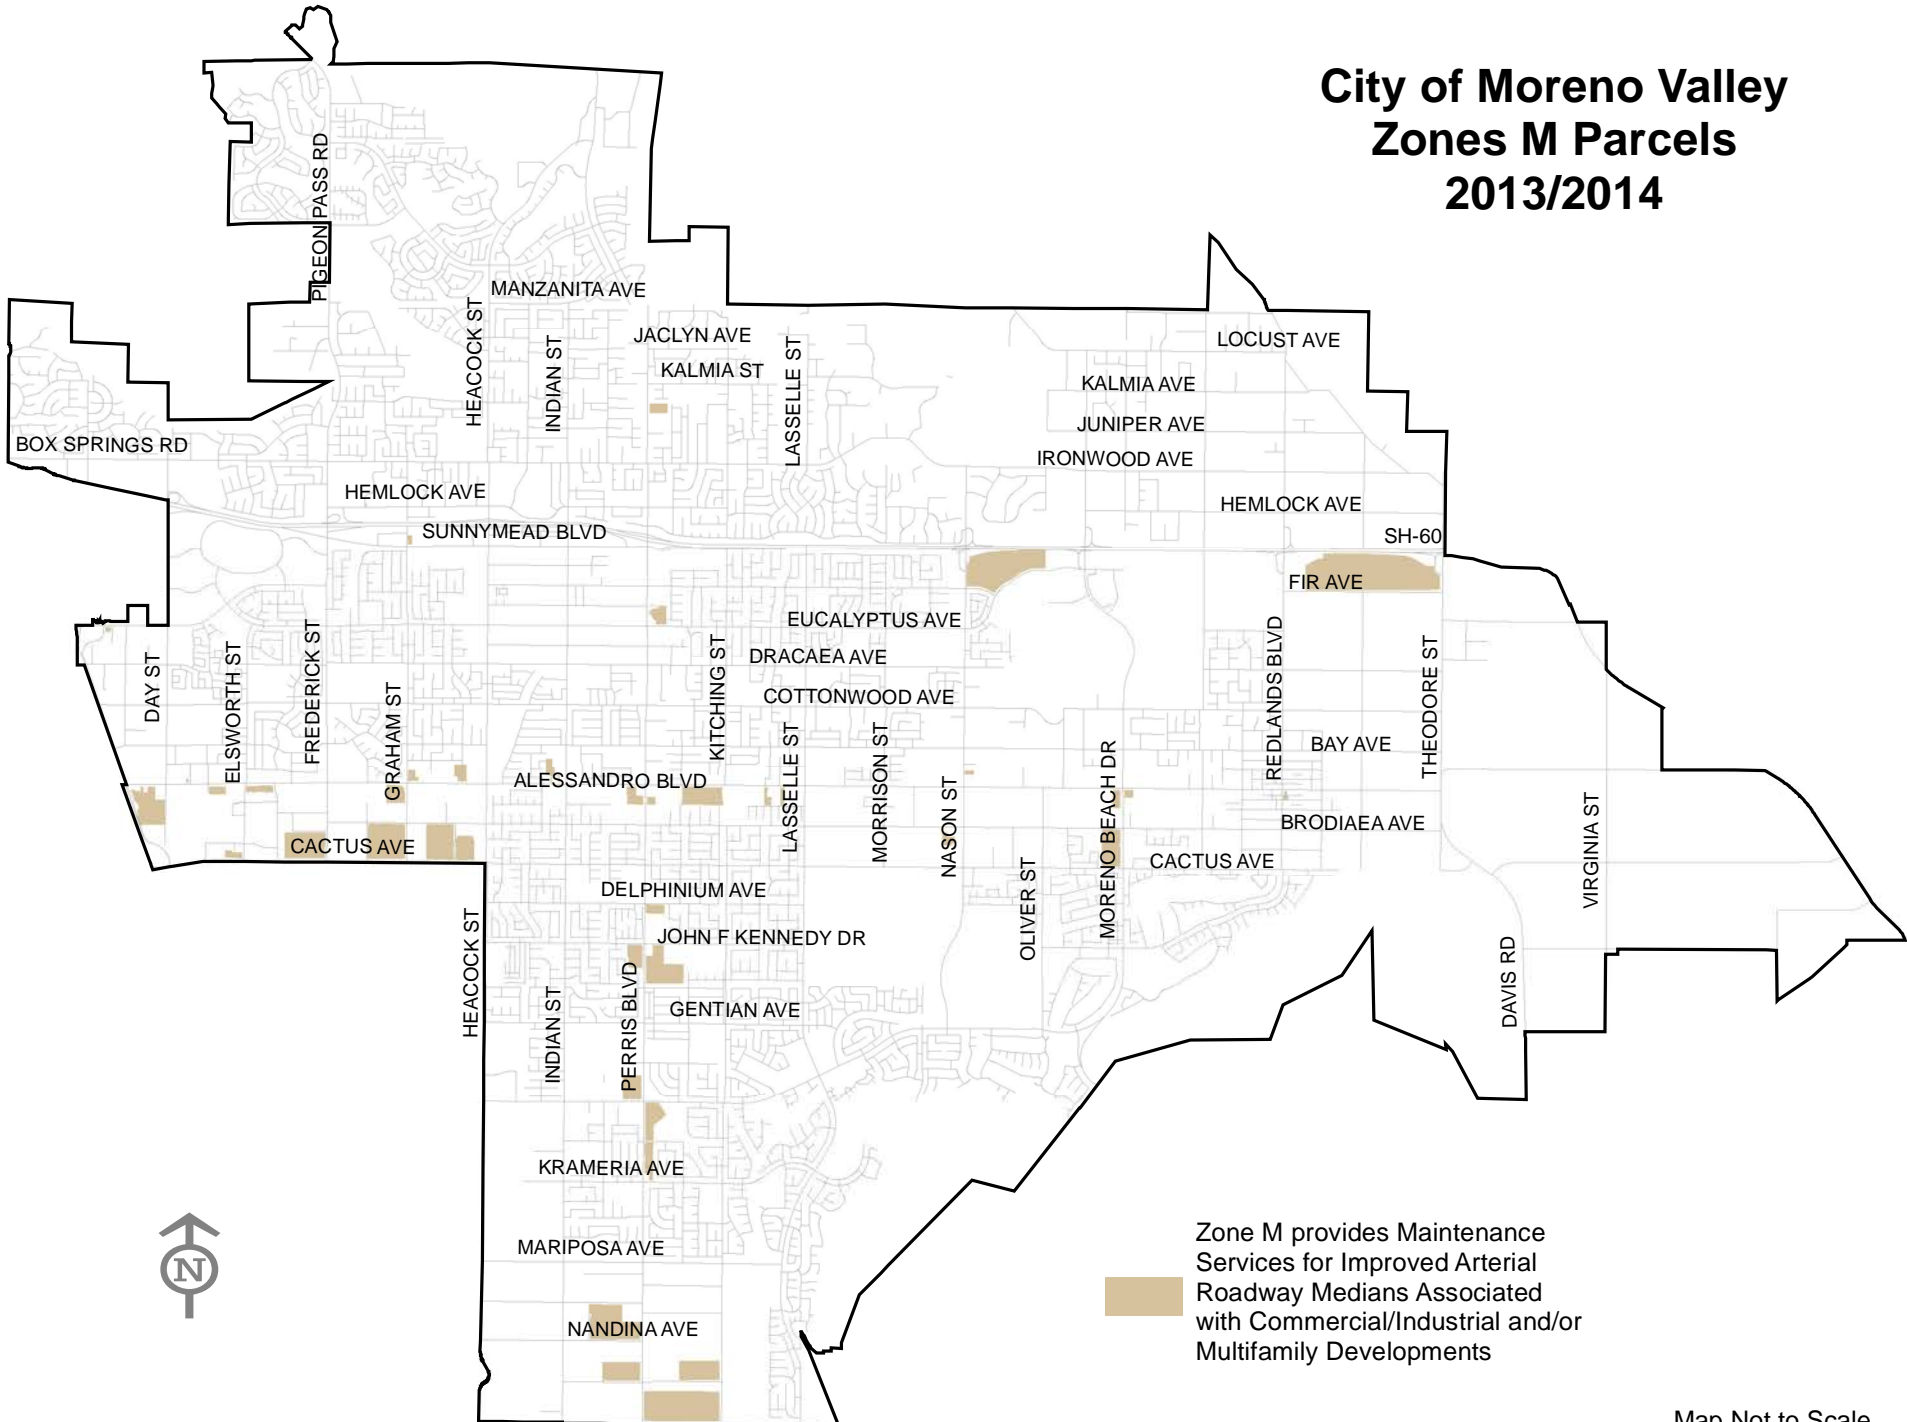 City of Moreno Valley
Zones M Parcels
2013/2014
PIGEON PASS RD
MANZANITA AVE
HEACOCK ST
INDIAN ST
JACLYN AVE
KALMIA ST
LASSELLE ST
LOCUST AVE
KALMIA AVE
JUNIPER AVE
IRONWOOD AVE
BOX SPRINGS RD
HEMLOCK AVE
HEMLOCK AVE
SUNNYMEAD BLVD
SH-60
FIR AVE
EUCALYPTUS AVE
DAY ST
ELSWORTH ST
FREDERICK ST
GRAHAM ST
KITCHING ST
DRACAEA AVE
COTTONWOOD AVE
REDLANDS BLVD
THEODORE ST
BAY AVE
ALESSANDRO BLVD
LASSELLE ST
MORRISON ST
NASON ST
MORENO BEACH DR
BRODIAEA AVE
VIRGINIA ST
CACTUS AVE
CACTUS AVE
DELPHINIUM AVE
OLIVER ST
HEACOCK ST
JOHN F KENNEDY DR
DAVIS RD
INDIAN ST
PERRIS BLVD
GENTIAN AVE
KRAMERIA AVE
MARIPOSA AVE
NANDINA AVE
N
Zone M provides Maintenance
Services for Improved Arterial
Roadway Medians Associated
with Commercial/Industrial and/or
Multifamily Developments
Map Not to Scale